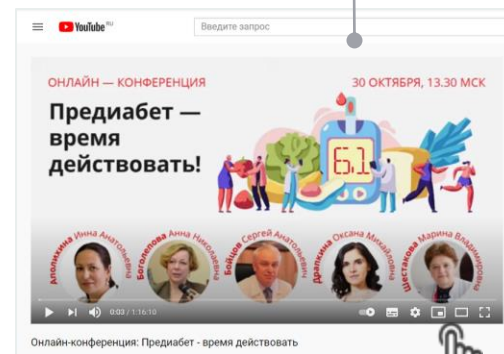 YouTube RU
Введите запрос
ОНЛАЙН — КОНФЕРЕНЦИЯ
30 ОКТЯБРЯ, 13.30 МСК
Предиабет —
время
действовать!
6.1
Аполихина Инна Анатольевна
Боголепова Анна Николаевна
Бойцов Сергей Анатольевич
Драпкина Оксана Михайловна
Шестакова Марина Владимировна
0:03 / 1:16:10
Онлайн-конференция: Предиабет - время действовать